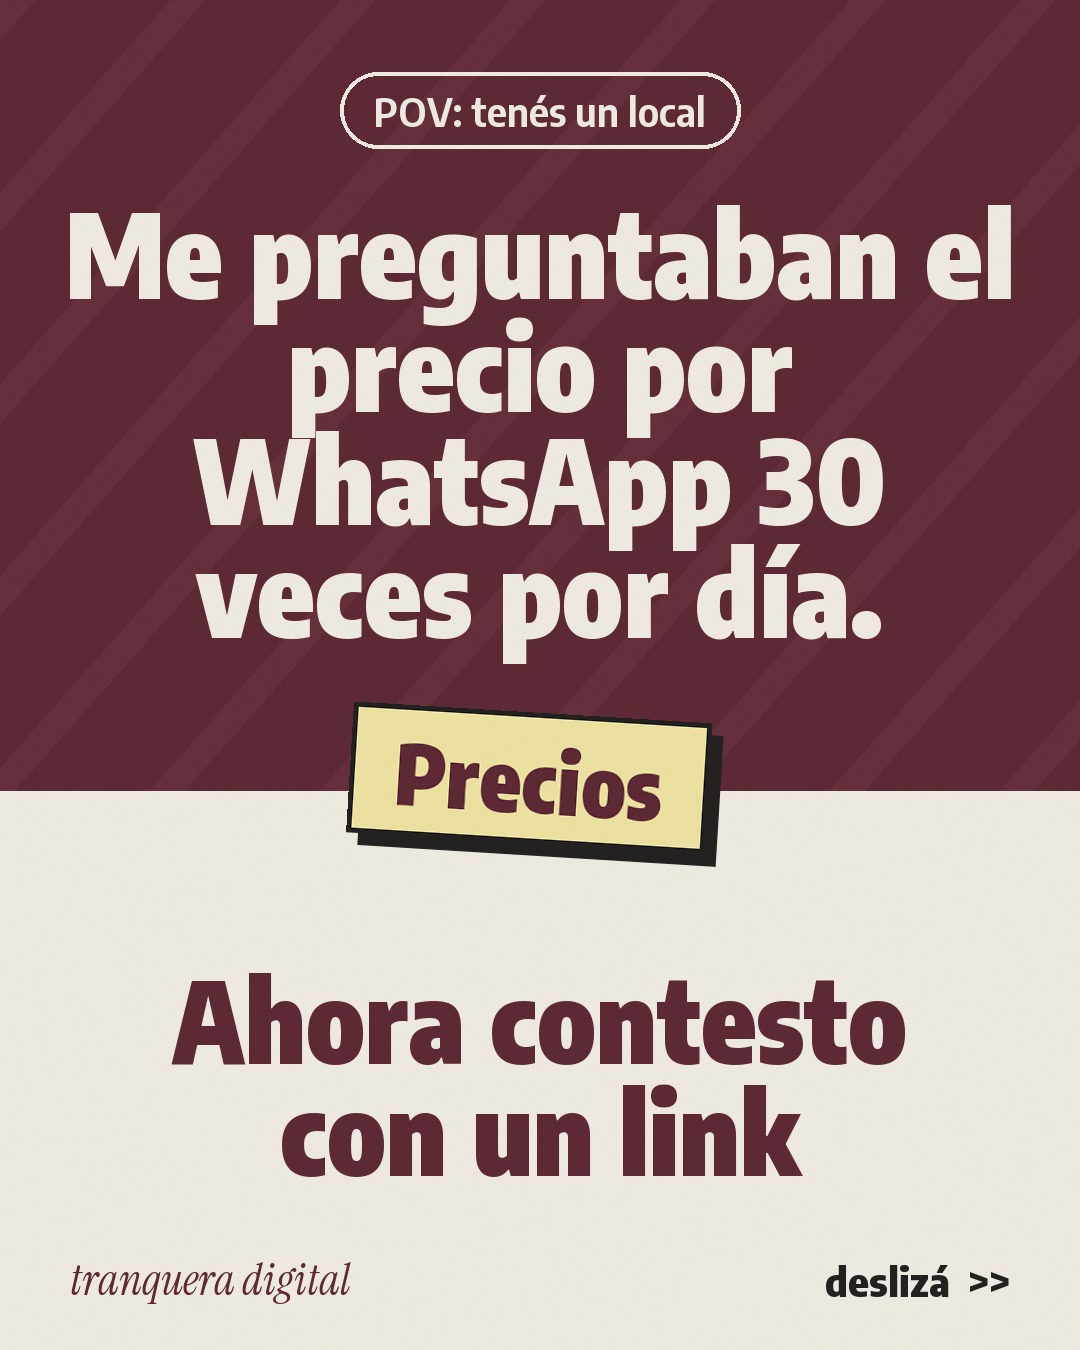 POV: tenés un local
Me preguntaban el
precio por
WhatsApp 30
veces por día.
Precios
Ahora contesto
con un link
tranquera digital
deslizá >>